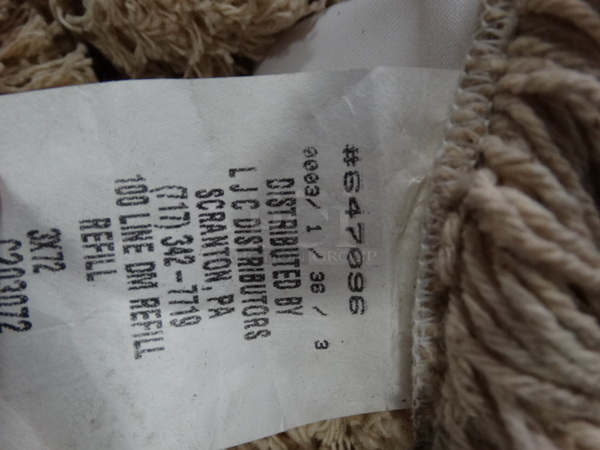 #647096
0003/ 1 36 / 3
DISTRIBUTED BY
L J C DISTRIBUTORS
SCRANTON, PA
(717) 342-7719
100 LINE DM REFILL
REFILL
3X72
C203072
GROUP